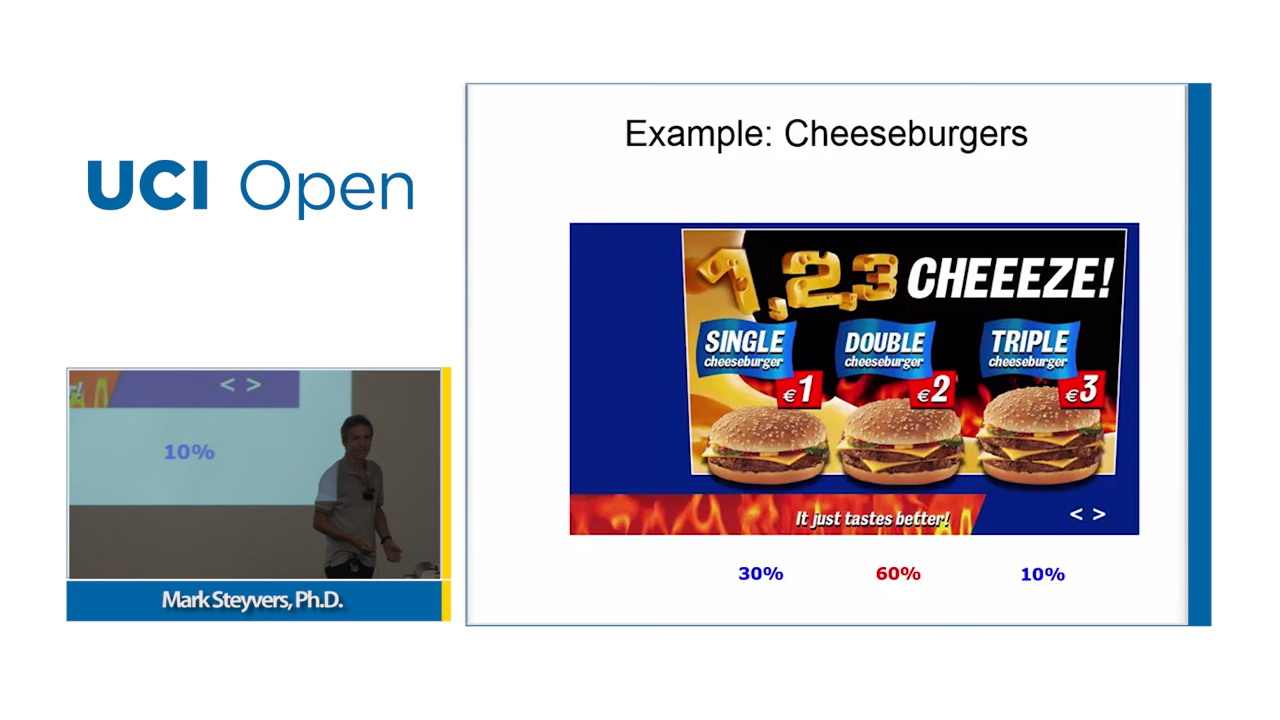 UCI Open
Example: Cheeseburgers
1,2,3 CHEEEZE!
SINGLE
cheeseburger
€1
DOUBLE
cheeseburger
€2
TRIPLE
cheeseburger
€3
It just tastes better!
< >
30% 60% 10%
r!
< >
10%
Mark Steyvers, Ph.D.